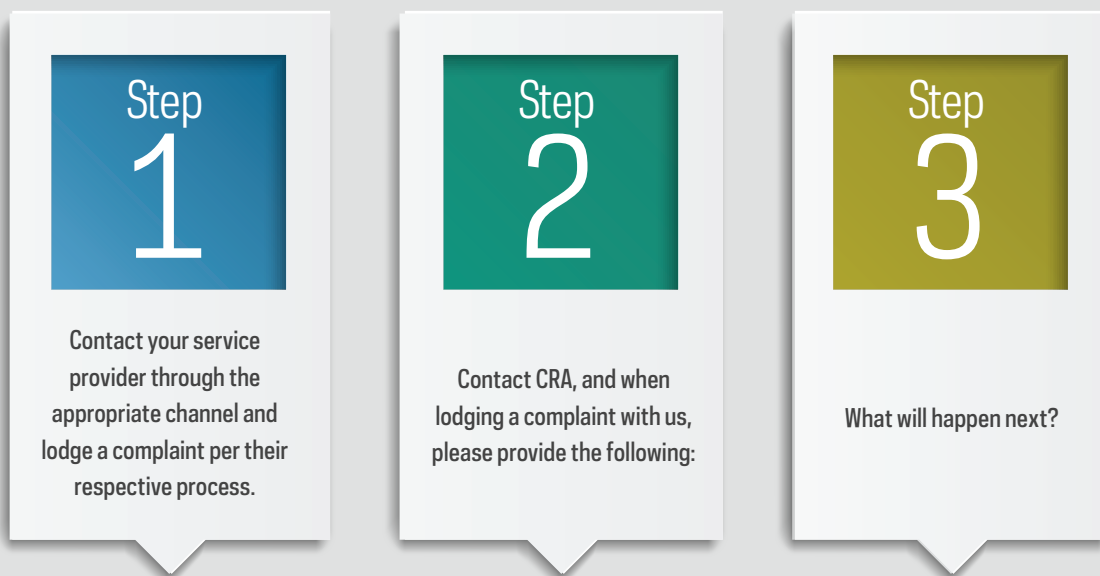 Step
1
Contact your service
provider through the
appropriate channel and
lodge a complaint per their
respective process.
Step
2
Contact CRA, and when
lodging a complaint with us,
please provide the following:
Step
3
What will happen next?